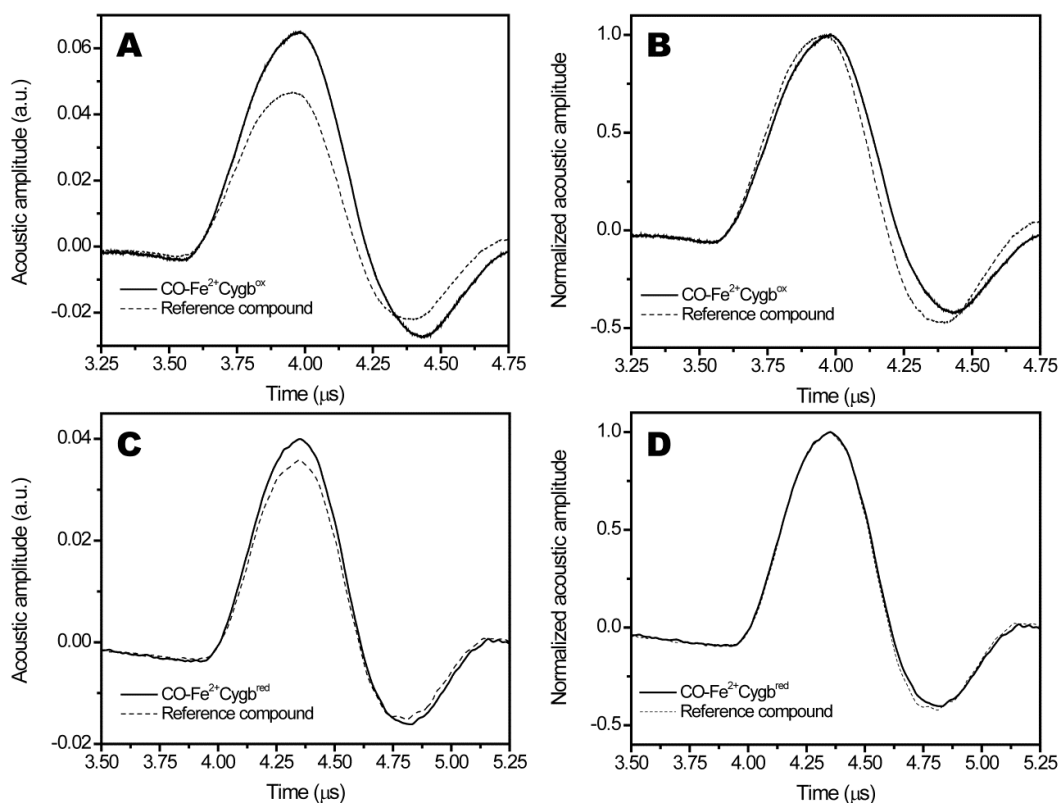 A
Acoustic amplitude (a.u.)
0.06
0.04
0.02
0.00
-0.02
CO-Fe²⁺Cygbᵒˣ
Reference compound
3.25 3.50 3.75 4.00 4.25 4.50 4.75
Time (μs)
B
Normalized acoustic amplitude
1.0
0.5
0.0
-0.5
CO-Fe²⁺Cygbᵒˣ
Reference compound
3.25 3.50 3.75 4.00 4.25 4.50 4.75
Time (μs)
C
Acoustic amplitude (a.u.)
0.04
0.02
0.00
-0.02
CO-Fe²⁺Cygbʳᵉᵈ
Reference compound
3.50 3.75 4.00 4.25 4.50 4.75 5.00 5.25
Time (μs)
D
Normalized acoustic amplitude
1.0
0.5
0.0
-0.5
CO-Fe²⁺Cygbʳᵉᵈ
Reference compound
3.50 3.75 4.00 4.25 4.50 4.75 5.00 5.25
Time (μs)